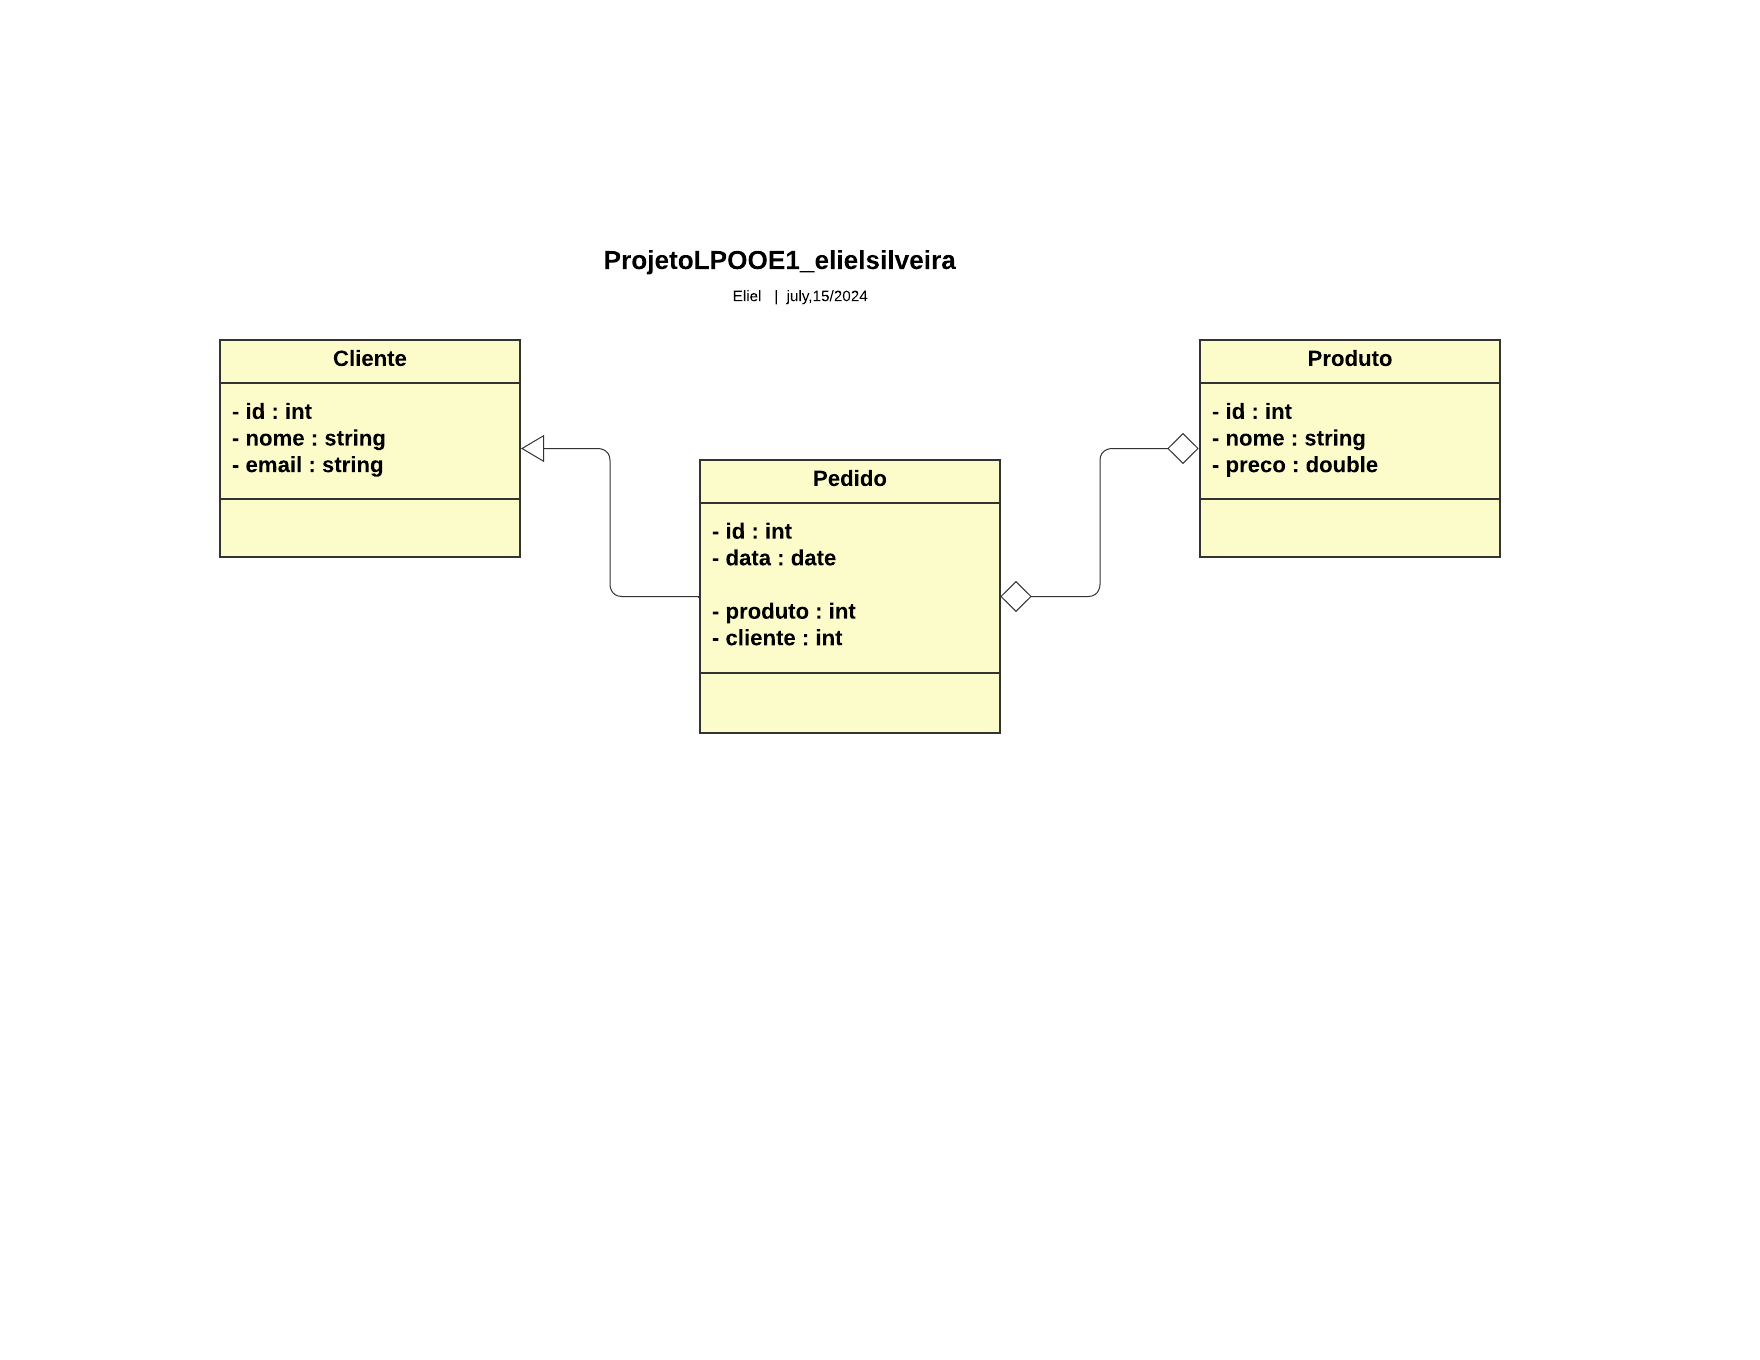 ProjetoLPOOE1_elielsilveira
Eliel | july,15/2024
Cliente
- id : int
- nome : string
- email : string
Pedido
- id : int
- data : date
- produto : int
- cliente : int
Produto
- id : int
- nome : string
- preco : double